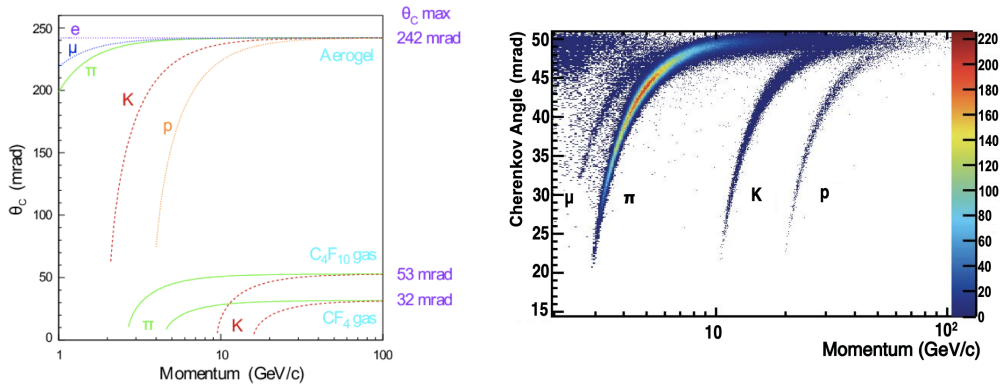 θC max
250
e
242 mrad
μ
Aerogel
π
200
K
p
150
θC (mrad)
100
C4F10 gas
50
53 mrad
32 mrad
π
K
CF4 gas
0
1
10
100
Momentum (GeV/c)
50
45
40
35
30
25
20
15
Cherenkov Angle (mrad)
μ
π
K
p
10
10²
Momentum (GeV/c)
220
200
180
160
140
120
100
80
60
40
20
0